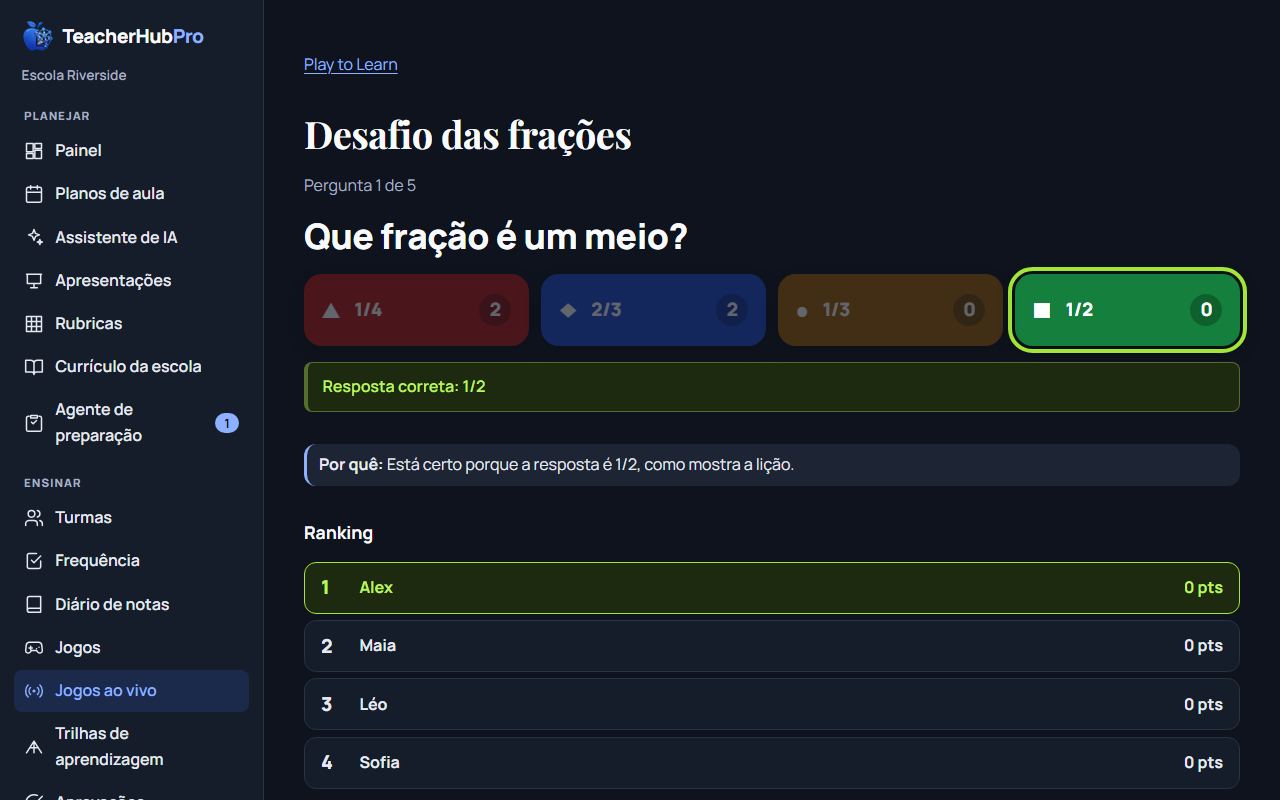 TeacherHubPro
Escola Riverside
PLANEJAR
Painel
Planos de aula
Assistente de IA
Apresentações
Rubricas
Currículo da escola
Agente de
preparação
1
ENSINAR
Turmas
Frequência
Diário de notas
Jogos
Jogos ao vivo
Trilhas de
aprendizagem
Play to Learn
Desafio das frações
Pergunta 1 de 5
Que fração é um meio?
1/4 2
2/3 2
1/3 0
1/2 0
Resposta correta: 1/2
Por quê: Está certo porque a resposta é 1/2, como mostra a lição.
Ranking
1 Alex 0 pts
2 Maia 0 pts
3 Léo 0 pts
4 Sofia 0 pts